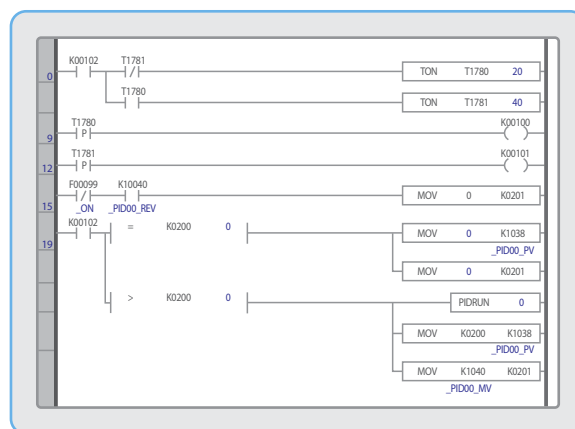 K00102 T1781
0 TON T1780 20
T1780
TON T1781 40
T1780 K00100
9 P
T1781 K00101
12 P
F00099 K10040
15 MOV 0 K0201
_ON _PID00_REV
K00102
19 = K0200 0 MOV 0 K1038
_PID00_PV
MOV 0 K0201
> K0200 0 PIDRUN 0
MOV K0200 K1038
_PID00_PV
MOV K1040 K0201
_PID00_MV